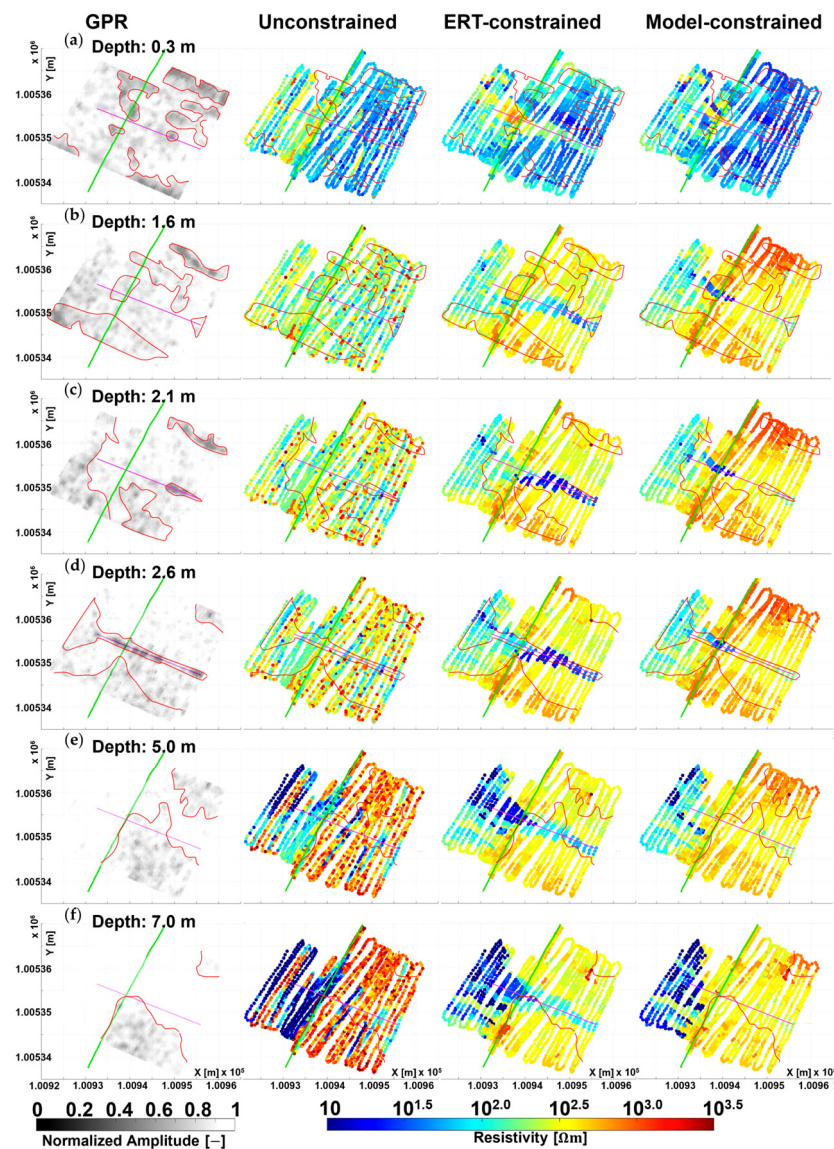 GPR Unconstrained ERT-constrained Model-constrained
(a) Depth: 0.3 m
x 10⁶
Y [m]
1.00536
1.00535
1.00534
(b) Depth: 1.6 m
x 10⁶
Y [m]
1.00536
1.00535
1.00534
(c) Depth: 2.1 m
x 10⁶
Y [m]
1.00536
1.00535
1.00534
(d) Depth: 2.6 m
x 10⁶
Y [m]
1.00536
1.00535
1.00534
(e) Depth: 5.0 m
x 10⁶
Y [m]
1.00536
1.00535
1.00534
(f) Depth: 7.0 m
x 10⁶
Y [m]
1.00536
1.00535
1.00534
X [m] x 10⁵ X [m] x 10⁵ X [m] x 10⁵ X [m] x 10⁵
1.0092 1.0093 1.0094 1.0095 1.0096 1.0093 1.0094 1.0095 1.0096 1.0093 1.0094 1.0095 1.0096 1.0093 1.0094 1.0095 1.0096
0 0.2 0.4 0.6 0.8 1 10 10^1.5 10^2.0 10^2.5 10^3.0 10^3.5
Normalized Amplitude [−] Resistivity [Ωm]